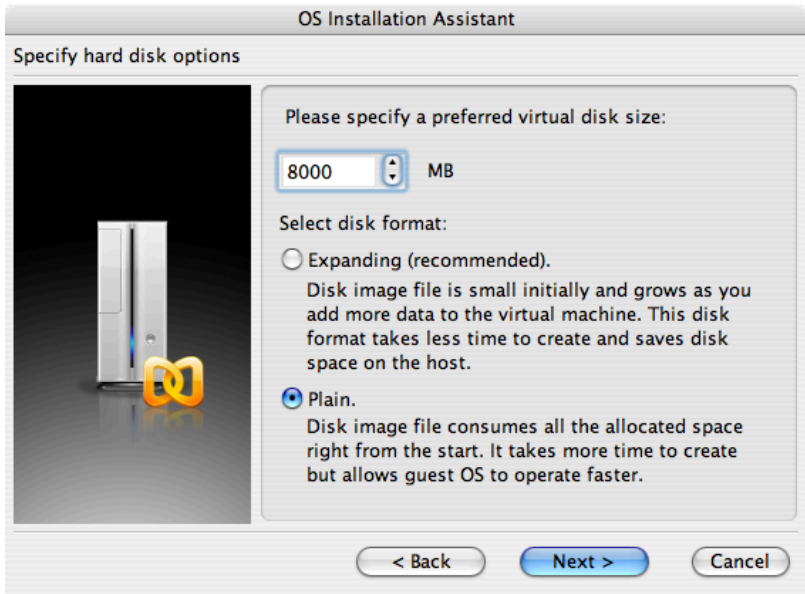 OS Installation Assistant
Specify hard disk options
Please specify a preferred virtual disk size:
8000 MB
Select disk format:
Expanding (recommended).
Disk image file is small initially and grows as you
add more data to the virtual machine. This disk
format takes less time to create and saves disk
space on the host.
Plain.
Disk image file consumes all the allocated space
right from the start. It takes more time to create
but allows guest OS to operate faster.
< Back Next > Cancel